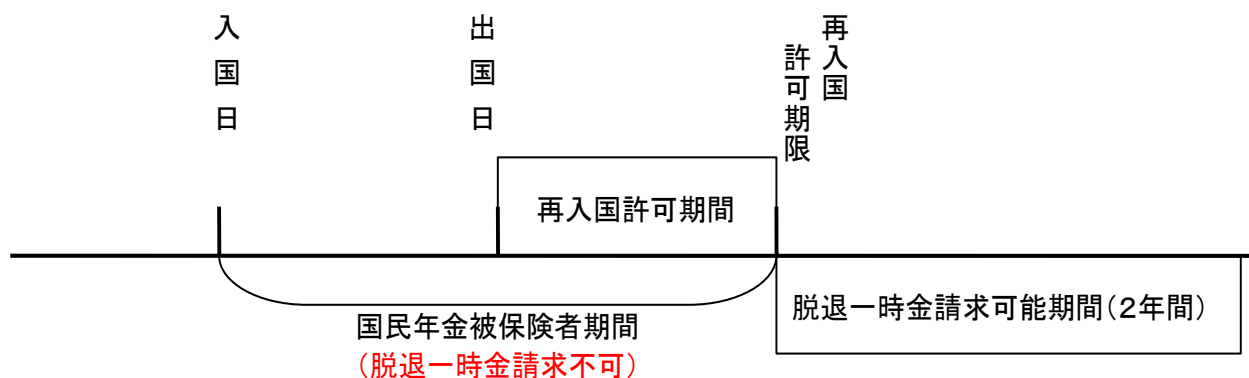 入国日
出国日
再入国
許可期限
再入国許可期間
脱退一時金請求可能期間(2年間)
国民年金被保険者期間
(脱退一時金請求不可)